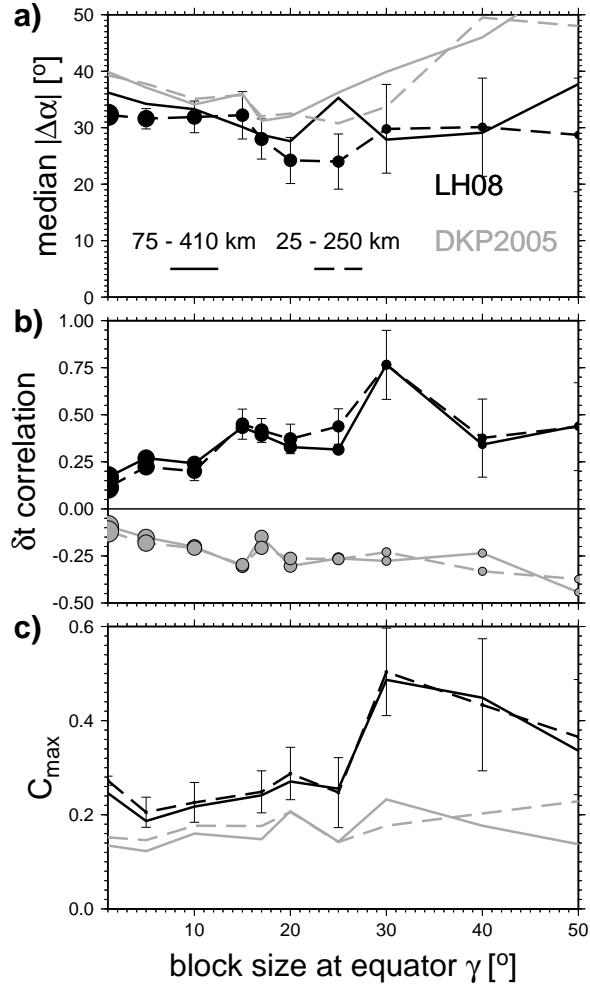 a)
median |Δα| [º]
50
40
30
20
10
0
LH08
75 - 410 km
25 - 250 km
DKP2005
b)
δt correlation
1.00
0.75
0.50
0.25
0.00
-0.25
-0.50
c)
Cmax
0.6
0.4
0.2
0.0
10 20 30 40 50
block size at equator γ [º]